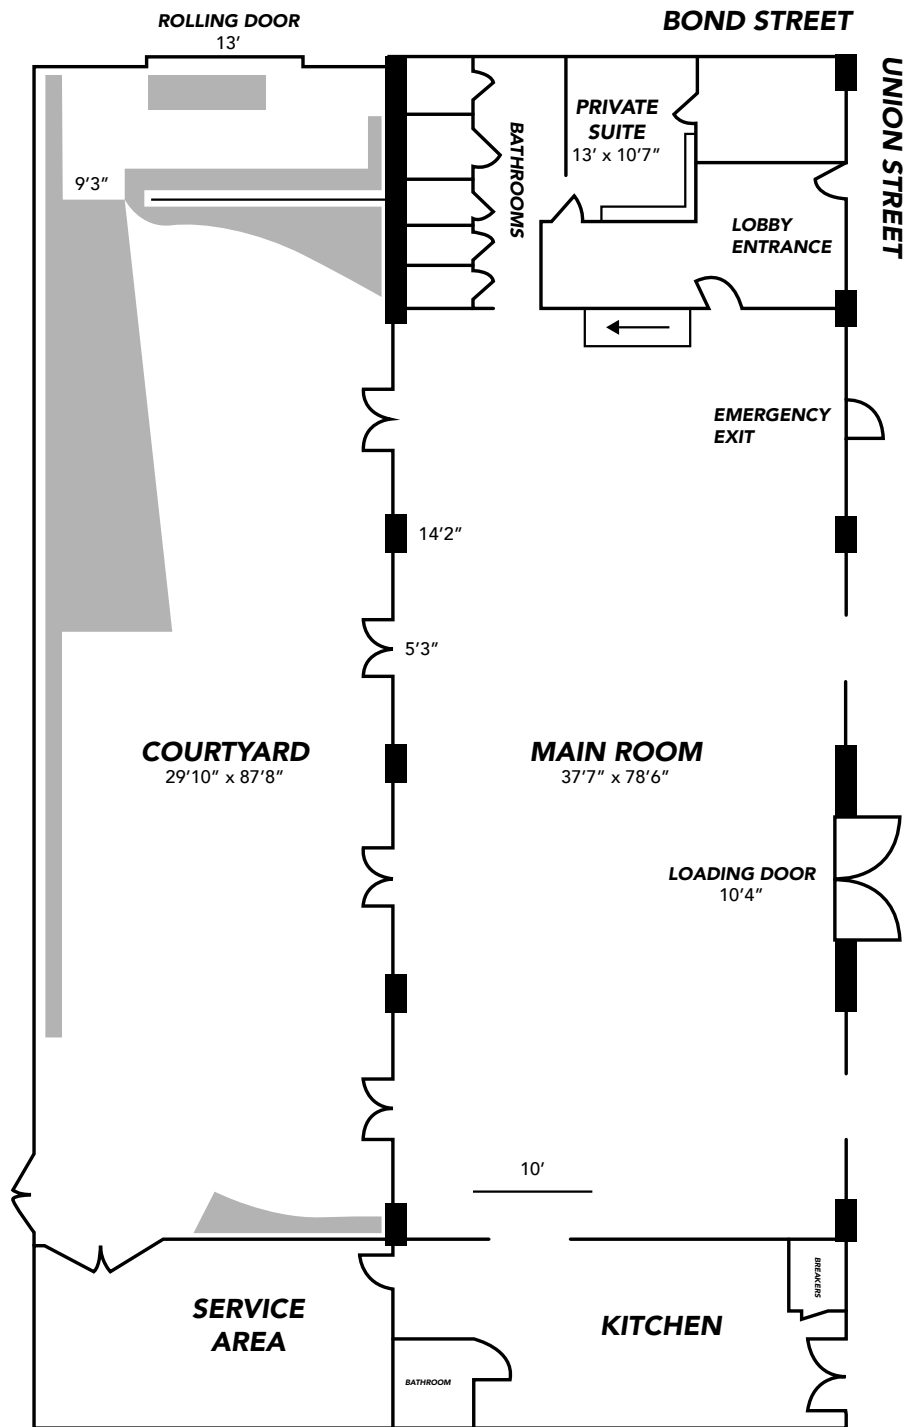 ROLLING DOOR
13’
BOND STREET
UNION STREET
PRIVATE
SUITE
13’ x 10’7”
BATHROOMS
9’3”
LOBBY
ENTRANCE
EMERGENCY
EXIT
14’2”
5’3”
COURTYARD
29’10” x 87’8”
MAIN ROOM
37’7” x 78’6”
LOADING DOOR
10’4”
10’
BREAKERS
SERVICE
AREA
KITCHEN
BATHROOM